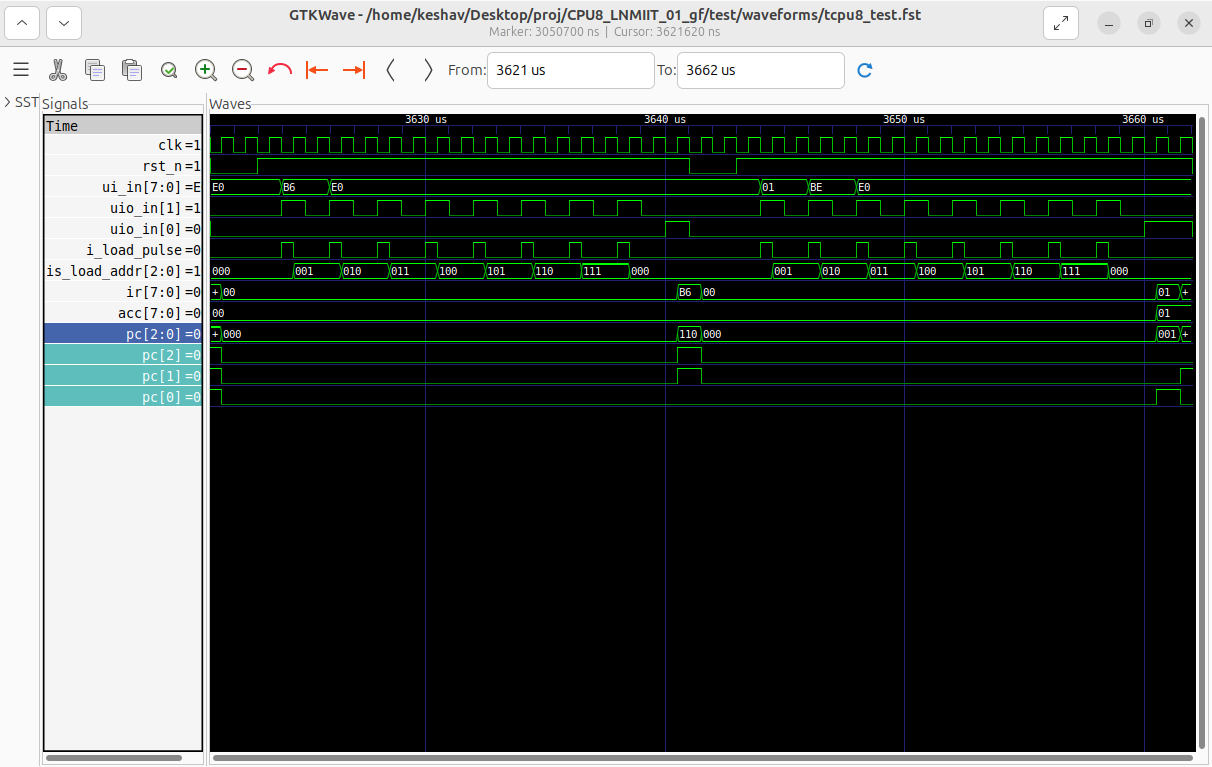 GTKWave - /home/keshav/Desktop/proj/CPU8_LNMIIT_01_gf/test/waveforms/tcpu8_test.fst
Marker: 3050700 ns | Cursor: 3621620 ns
From: 3621 us To: 3662 us
SST Signals Waves
Time 3630 us 3640 us 3650 us 3660 us
clk =1
rst_n =1
ui_in[7:0] =E E0 B6 E0 01 BE E0
uio_in[1] =1
uio_in[0] =0
i_load_pulse =0
is_load_addr[2:0] =1 000 001 010 011 100 101 110 111 000 001 010 011 100 101 110 111 000
ir[7:0] =0 + 00 B6 00 01 +
acc[7:0] =0 00 01
pc[2:0] =0 + 000 110 000 001 +
pc[2] =0
pc[1] =0
pc[0] =0